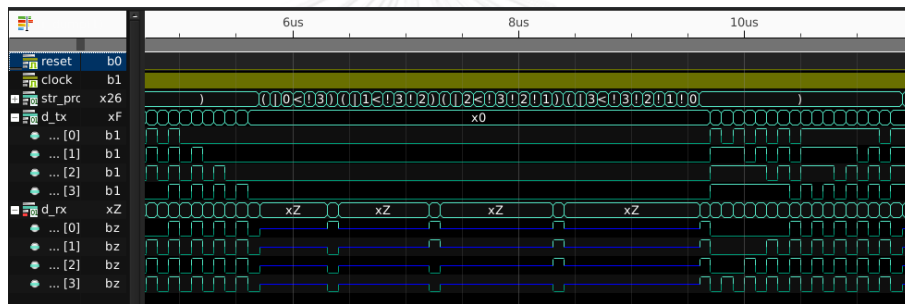 6us 8us 10us
reset b0
clock b1
str_prc x26 ) ( | 0 < ! 3 ) ( | 1 < ! 3 ! 2 ) ( | 2 < ! 3 ! 2 ! 1 ) ( | 3 < ! 3 ! 2 ! 1 ! 0 )
d_tx xF x0
... [0] b1
... [1] b1
... [2] b1
... [3] b1
d_rx xZ xZ xZ xZ xZ
... [0] bz
... [1] bz
... [2] bz
... [3] bz